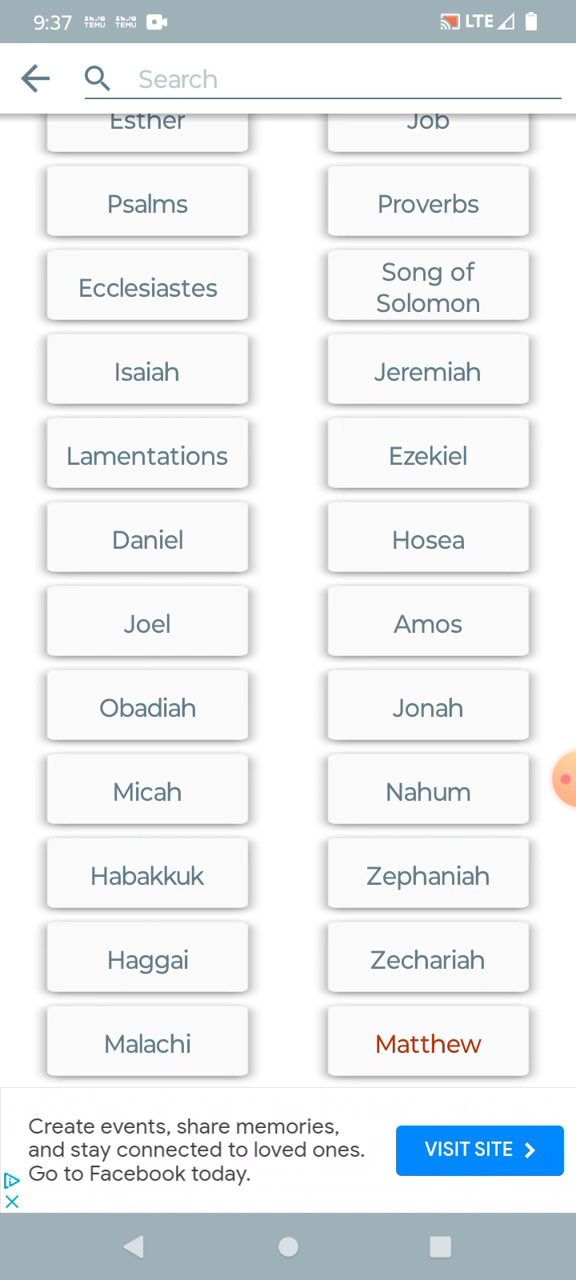 9:37 TEMU TEMU LTE
Search
Esther Job
Psalms Proverbs
Ecclesiastes Song of
Solomon
Isaiah Jeremiah
Lamentations Ezekiel
Daniel Hosea
Joel Amos
Obadiah Jonah
Micah Nahum
Habakkuk Zephaniah
Haggai Zechariah
Malachi Matthew
Create events, share memories,
and stay connected to loved ones.
Go to Facebook today.
VISIT SITE